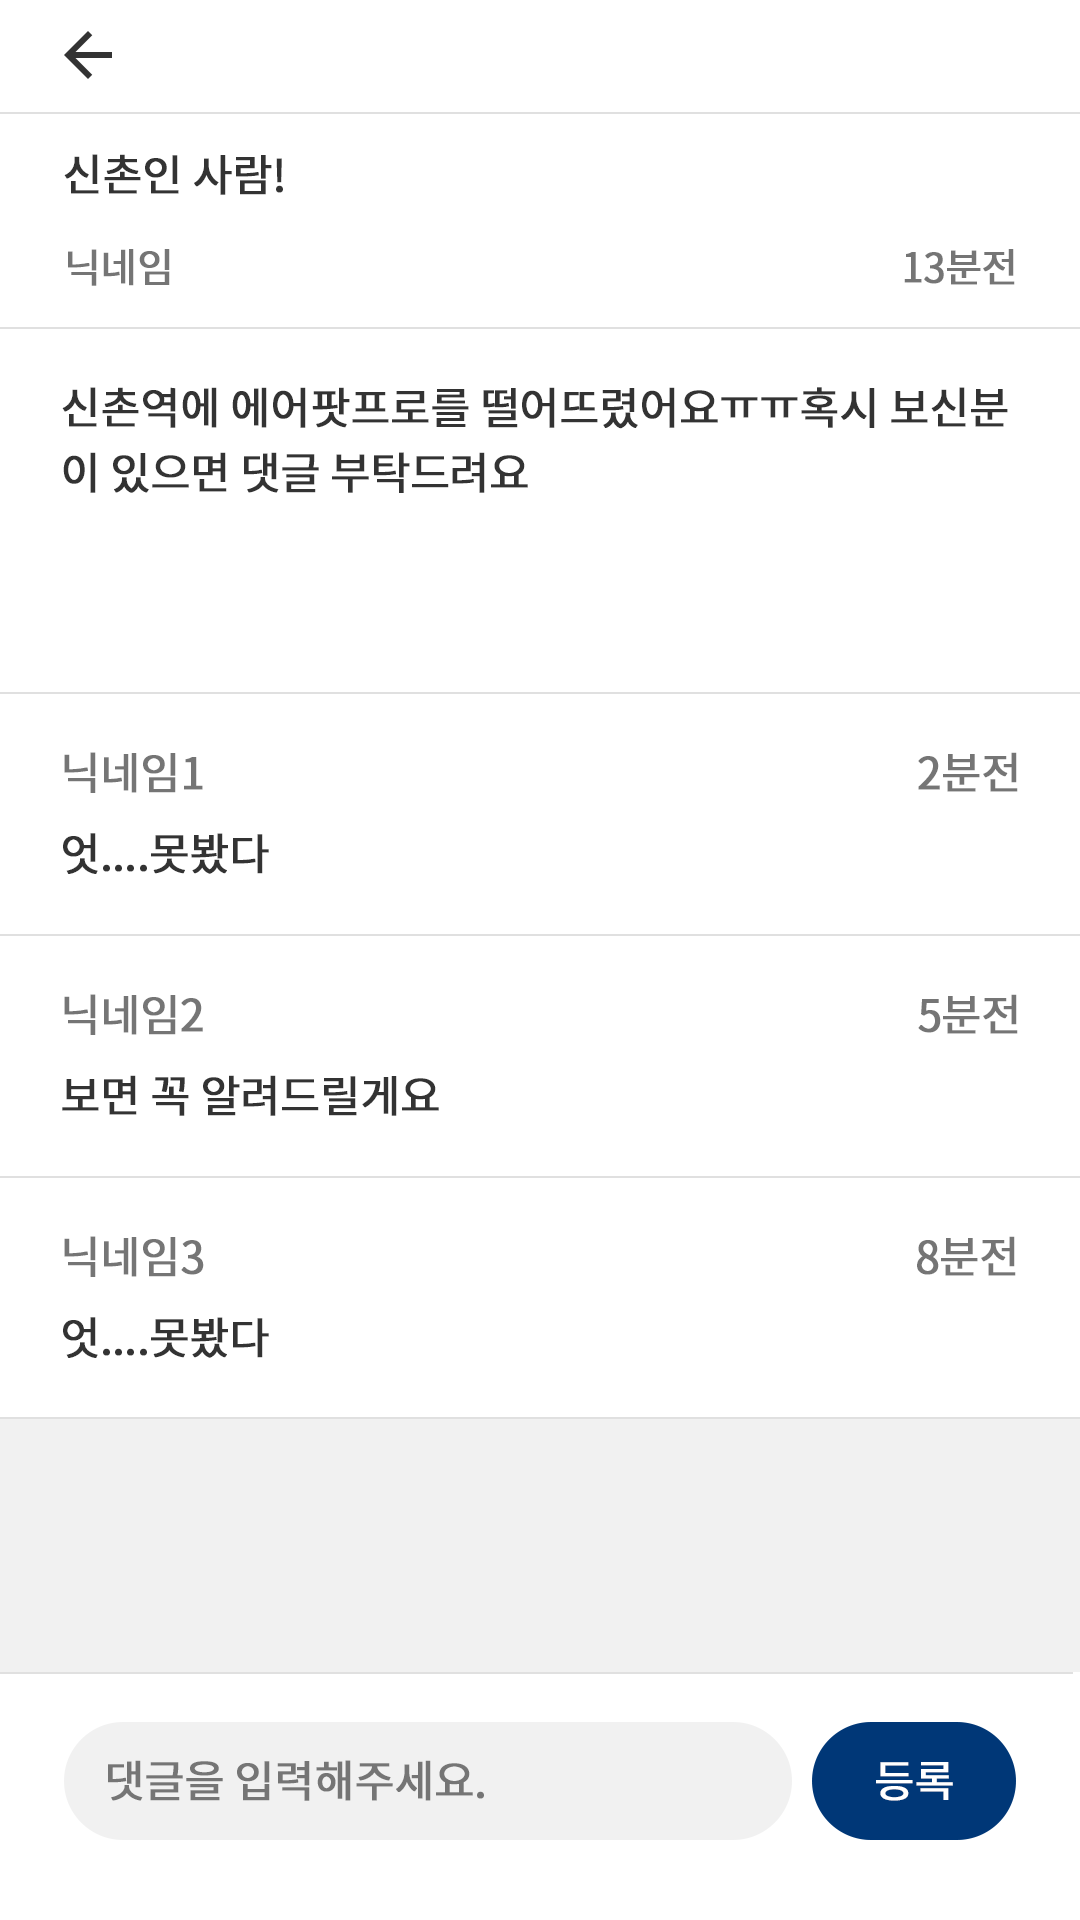 신촌인 사람!
닉네임 13분전
신촌역에 에어팟프로를 떨어뜨렸어요ㅠㅠ혹시 보신분
이 있으면 댓글 부탁드려요
닉네임1 2분전
엇....못봤다
닉네임2 5분전
보면 꼭 알려드릴게요
닉네임3 8분전
엇....못봤다
댓글을 입력해주세요. 등록